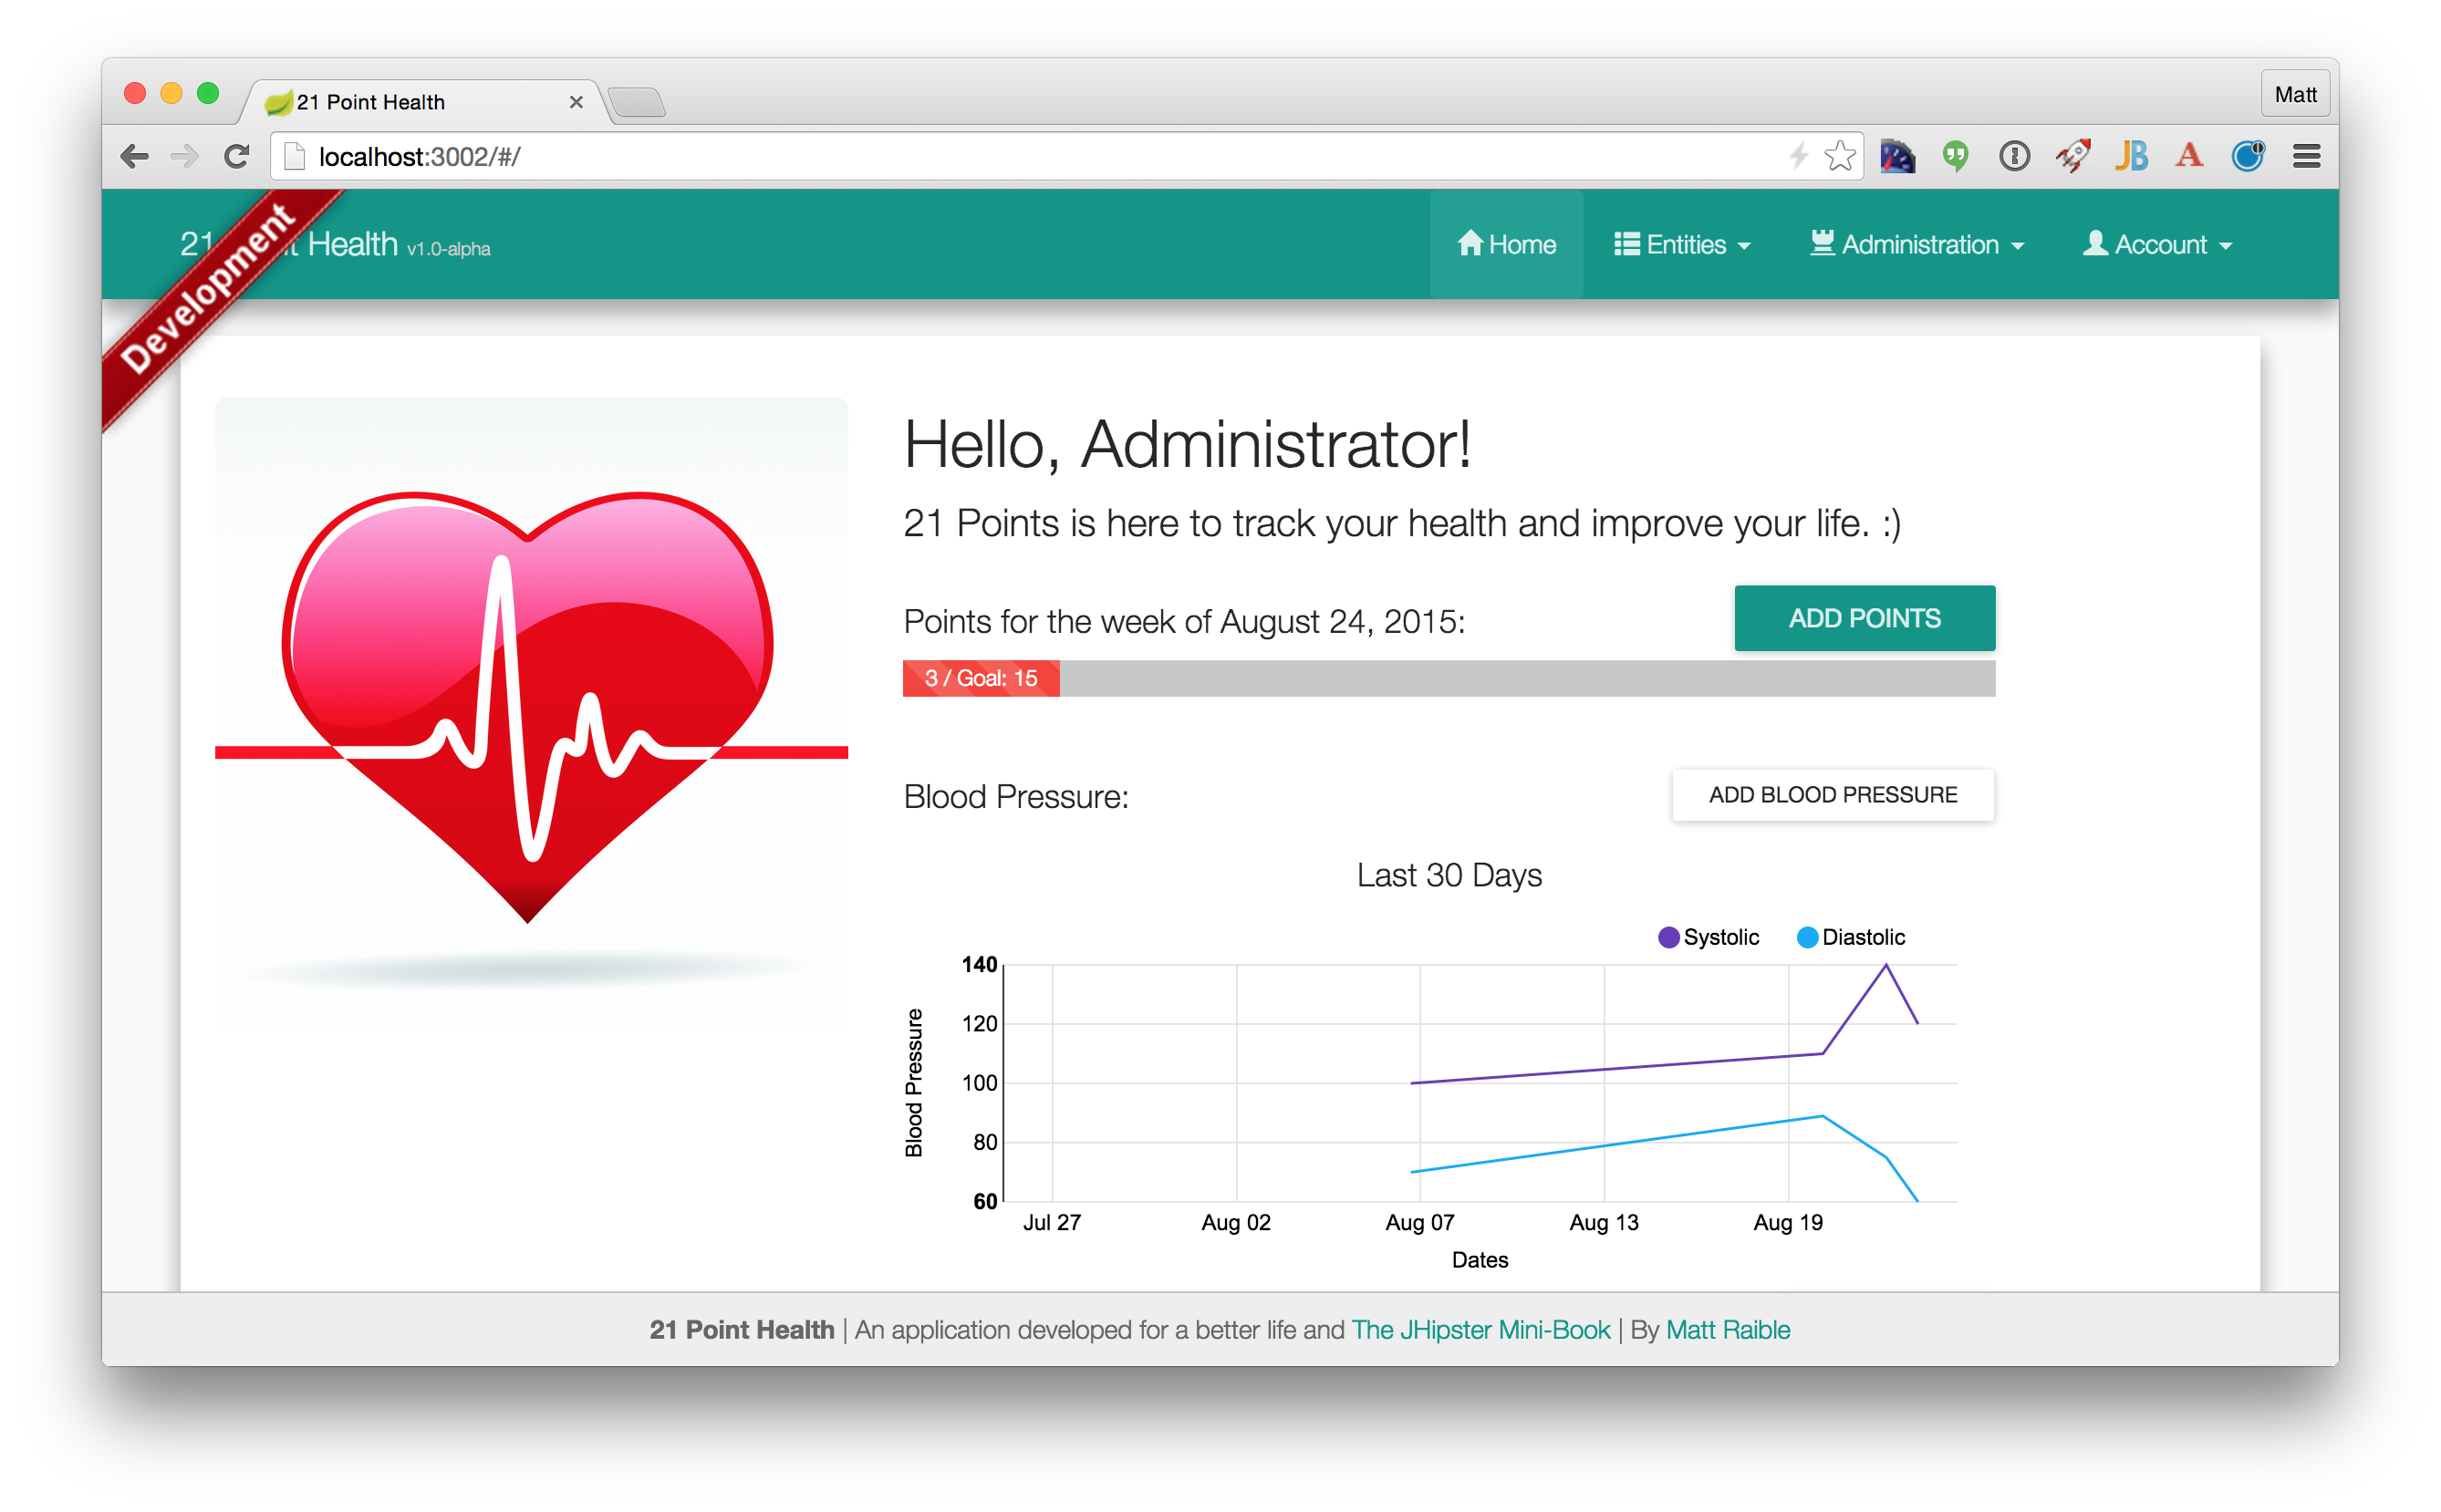 21 Point Health
Matt
localhost:3002/#/
JB
A
Development
21 t Health v1.0-alpha
Home
Entities
Administration
Account
Hello, Administrator!
21 Points is here to track your health and improve your life. :)
Points for the week of August 24, 2015:
ADD POINTS
3 / Goal: 15
Blood Pressure:
ADD BLOOD PRESSURE
Last 30 Days
Systolic
Diastolic
Blood Pressure
140
120
100
80
60
Jul 27
Aug 02
Aug 07
Aug 13
Aug 19
Dates
21 Point Health | An application developed for a better life and The JHipster Mini-Book | By Matt Raible